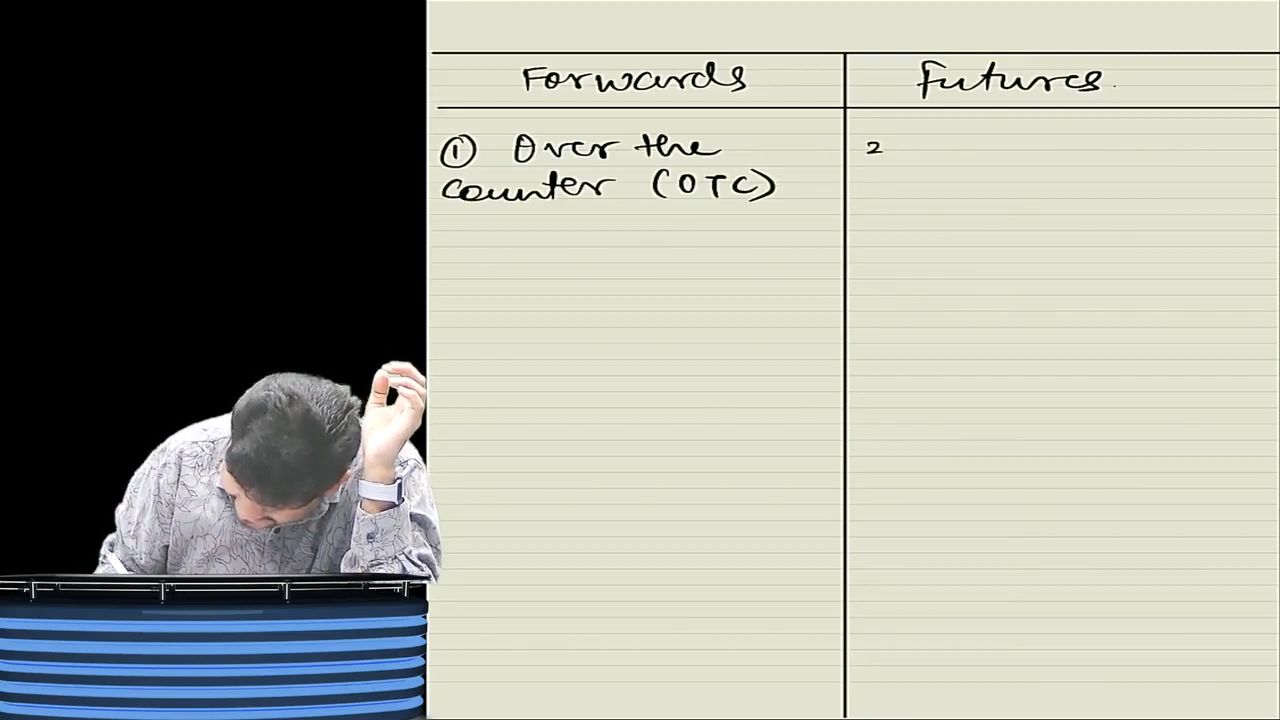 Forwards
Futures.
① Over the
counter (OTC)
2